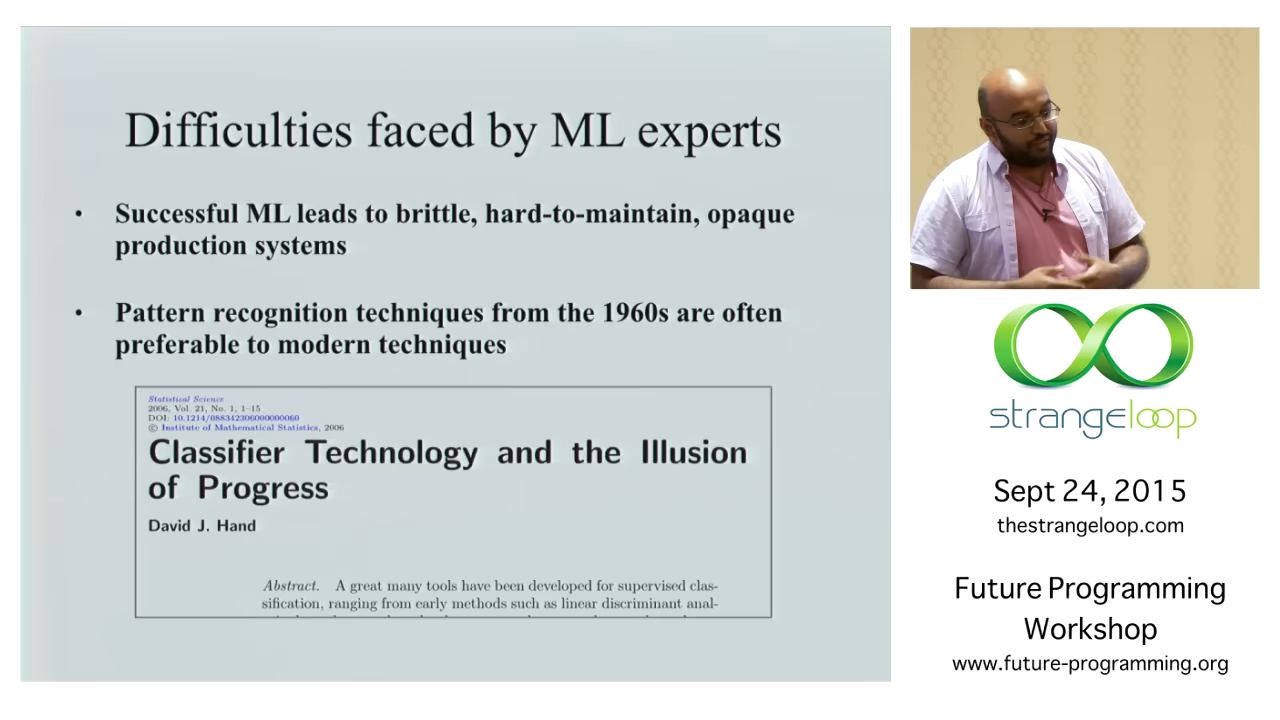 Difficulties faced by ML experts
• Successful ML leads to brittle, hard-to-maintain, opaque
production systems
• Pattern recognition techniques from the 1960s are often
preferable to modern techniques
Statistical Science
2006, Vol. 21, No. 1, 1–15
DOI: 10.1214/088342306000000060
© Institute of Mathematical Statistics, 2006
Classifier Technology and the Illusion
of Progress
David J. Hand
Abstract. A great many tools have been developed for supervised clas-
sification, ranging from early methods such as linear discriminant anal-
strangeloop
Sept 24, 2015
thestrangeloop.com
Future Programming
Workshop
www.future-programming.org